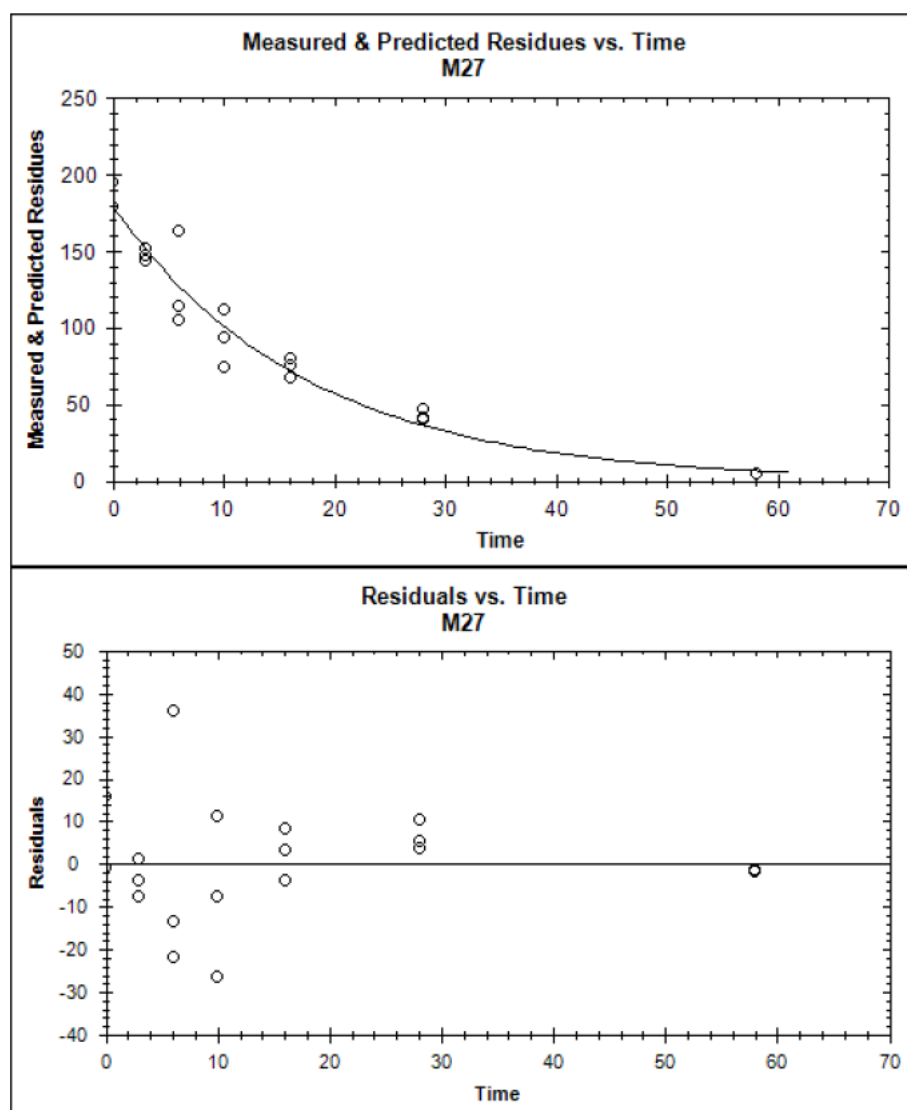 Measured & Predicted Residues vs. Time
M27
Measured & Predicted Residues
250
200
150
100
50
0
0 10 20 30 40 50 60 70
Time
Residuals vs. Time
M27
Residuals
50
40
30
20
10
0
-10
-20
-30
-40
0 10 20 30 40 50 60 70
Time